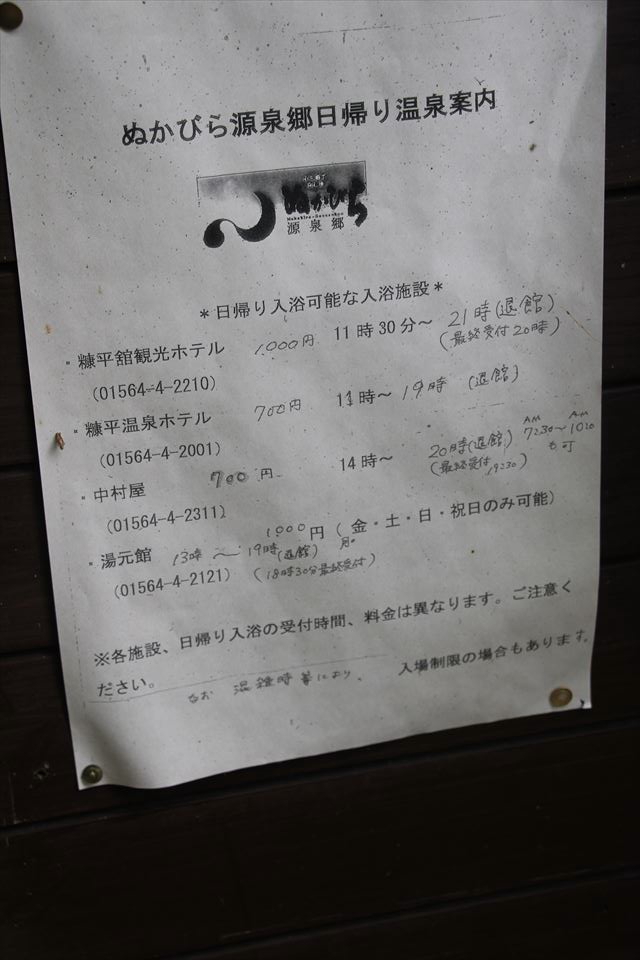 ぬかびら源泉郷日帰り温泉案内
ぬかびら
Nukabira-Gensenkyo
源泉郷
＊日帰り入浴可能な入浴施設＊
・糠平舘観光ホテル 1000円 11時30分～ 21時(退館)
(最終受付20時)
(01564-4-2210)
・糠平温泉ホテル 700円 11時～19時 (退館)
(01564-4-2001)
・中村屋 700円 14時～ 20時(退館) AM 7:30～AM 10:00
(最終受付 19:30) も可
(01564-4-2311)
1000円（金・土・日・祝日のみ可能）
月・
・湯元館 13時～19時(退館)
(01564-4-2121) (18時30分最終受付)
※各施設、日帰り入浴の受付時間、料金は異なります。ご注意く
ださい。 なお 混雑時等により、 入場制限の場合もあります。